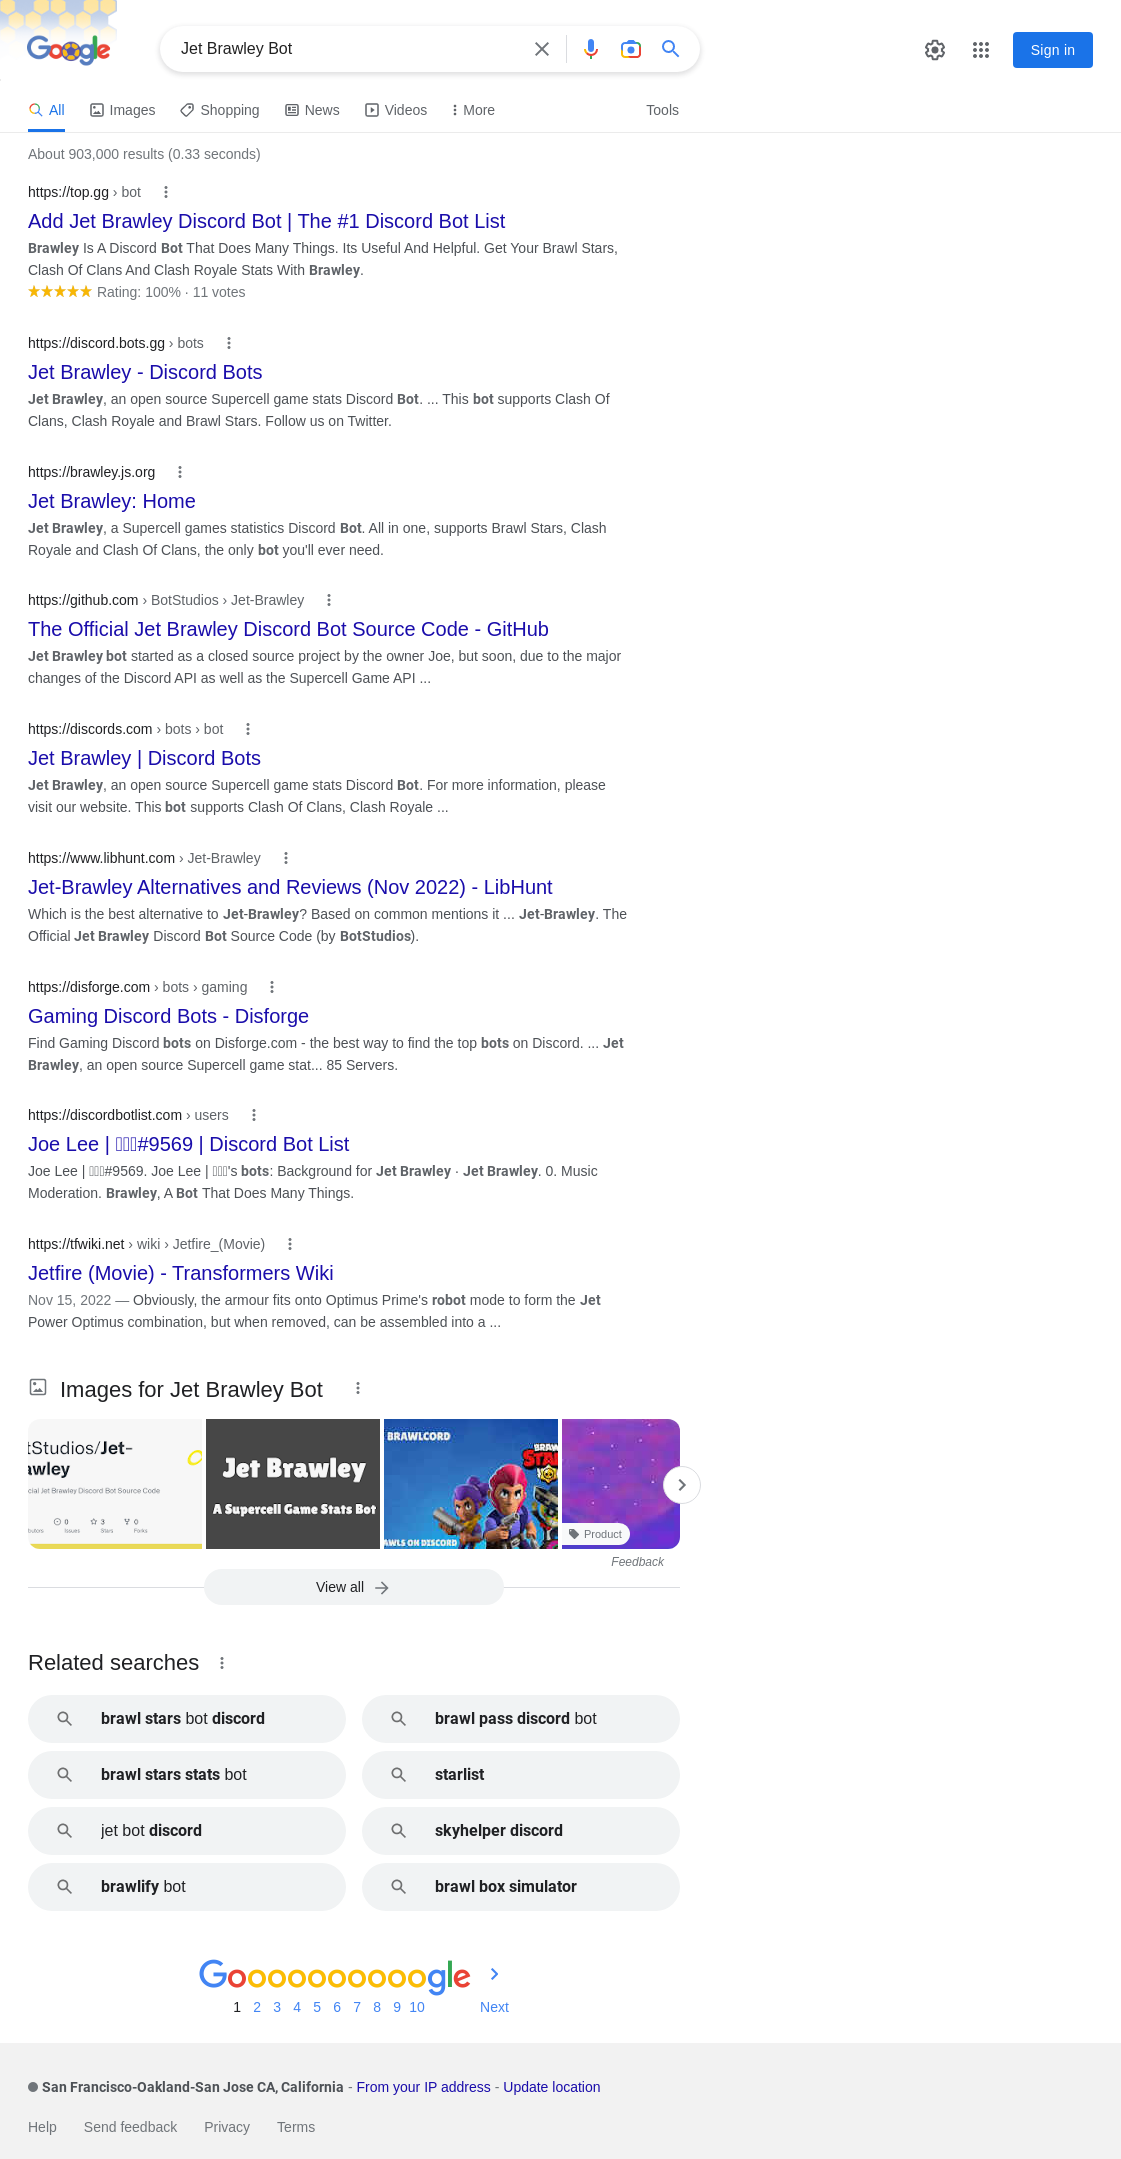 Google
Jet Brawley Bot
Sign in
All Images Shopping News Videos More Tools
About 903,000 results (0.33 seconds)
https://top.gg › bot
Add Jet Brawley Discord Bot | The #1 Discord Bot List
Brawley Is A Discord Bot That Does Many Things. Its Useful And Helpful. Get Your Brawl Stars,
Clash Of Clans And Clash Royale Stats With Brawley.
Rating: 100% · 11 votes
https://discord.bots.gg › bots
Jet Brawley - Discord Bots
Jet Brawley, an open source Supercell game stats Discord Bot. ... This bot supports Clash Of
Clans, Clash Royale and Brawl Stars. Follow us on Twitter.
https://brawley.js.org
Jet Brawley: Home
Jet Brawley, a Supercell games statistics Discord Bot. All in one, supports Brawl Stars, Clash
Royale and Clash Of Clans, the only bot you'll ever need.
https://github.com › BotStudios › Jet-Brawley
The Official Jet Brawley Discord Bot Source Code - GitHub
Jet Brawley bot started as a closed source project by the owner Joe, but soon, due to the major
changes of the Discord API as well as the Supercell Game API ...
https://discords.com › bots › bot
Jet Brawley | Discord Bots
Jet Brawley, an open source Supercell game stats Discord Bot. For more information, please
visit our website. This bot supports Clash Of Clans, Clash Royale ...
https://www.libhunt.com › Jet-Brawley
Jet-Brawley Alternatives and Reviews (Nov 2022) - LibHunt
Which is the best alternative to Jet-Brawley? Based on common mentions it ... Jet-Brawley. The
Official Jet Brawley Discord Bot Source Code (by BotStudios).
https://disforge.com › bots › gaming
Gaming Discord Bots - Disforge
Find Gaming Discord bots on Disforge.com - the best way to find the top bots on Discord. ... Jet
Brawley, an open source Supercell game stat... 85 Servers.
https://discordbotlist.com › users
Joe Lee | #9569 | Discord Bot List
Joe Lee | #9569. Joe Lee | 's bots: Background for Jet Brawley · Jet Brawley. 0. Music
Moderation. Brawley, A Bot That Does Many Things.
https://tfwiki.net › wiki › Jetfire_(Movie)
Jetfire (Movie) - Transformers Wiki
Nov 15, 2022 — Obviously, the armour fits onto Optimus Prime's robot mode to form the Jet
Power Optimus combination, but when removed, can be assembled into a ...
Images for Jet Brawley Bot
tStudios/Jet-
awley
cial Jet Brawley Discord Bot Source Code
0 3 0
butors Issues Stars Forks
Jet Brawley
A Supercell Game Stats Bot
BRAWLCORD
BRAW
STA
AWLS ON DISCORD
Product
Feedback
View all
Related searches
brawl stars bot discord
brawl pass discord bot
brawl stars stats bot
starlist
jet bot discord
skyhelper discord
brawlify bot
brawl box simulator
Goooooooooogle
1 2 3 4 5 6 7 8 9 10 Next
San Francisco-Oakland-San Jose CA, California - From your IP address - Update location
Help Send feedback Privacy Terms